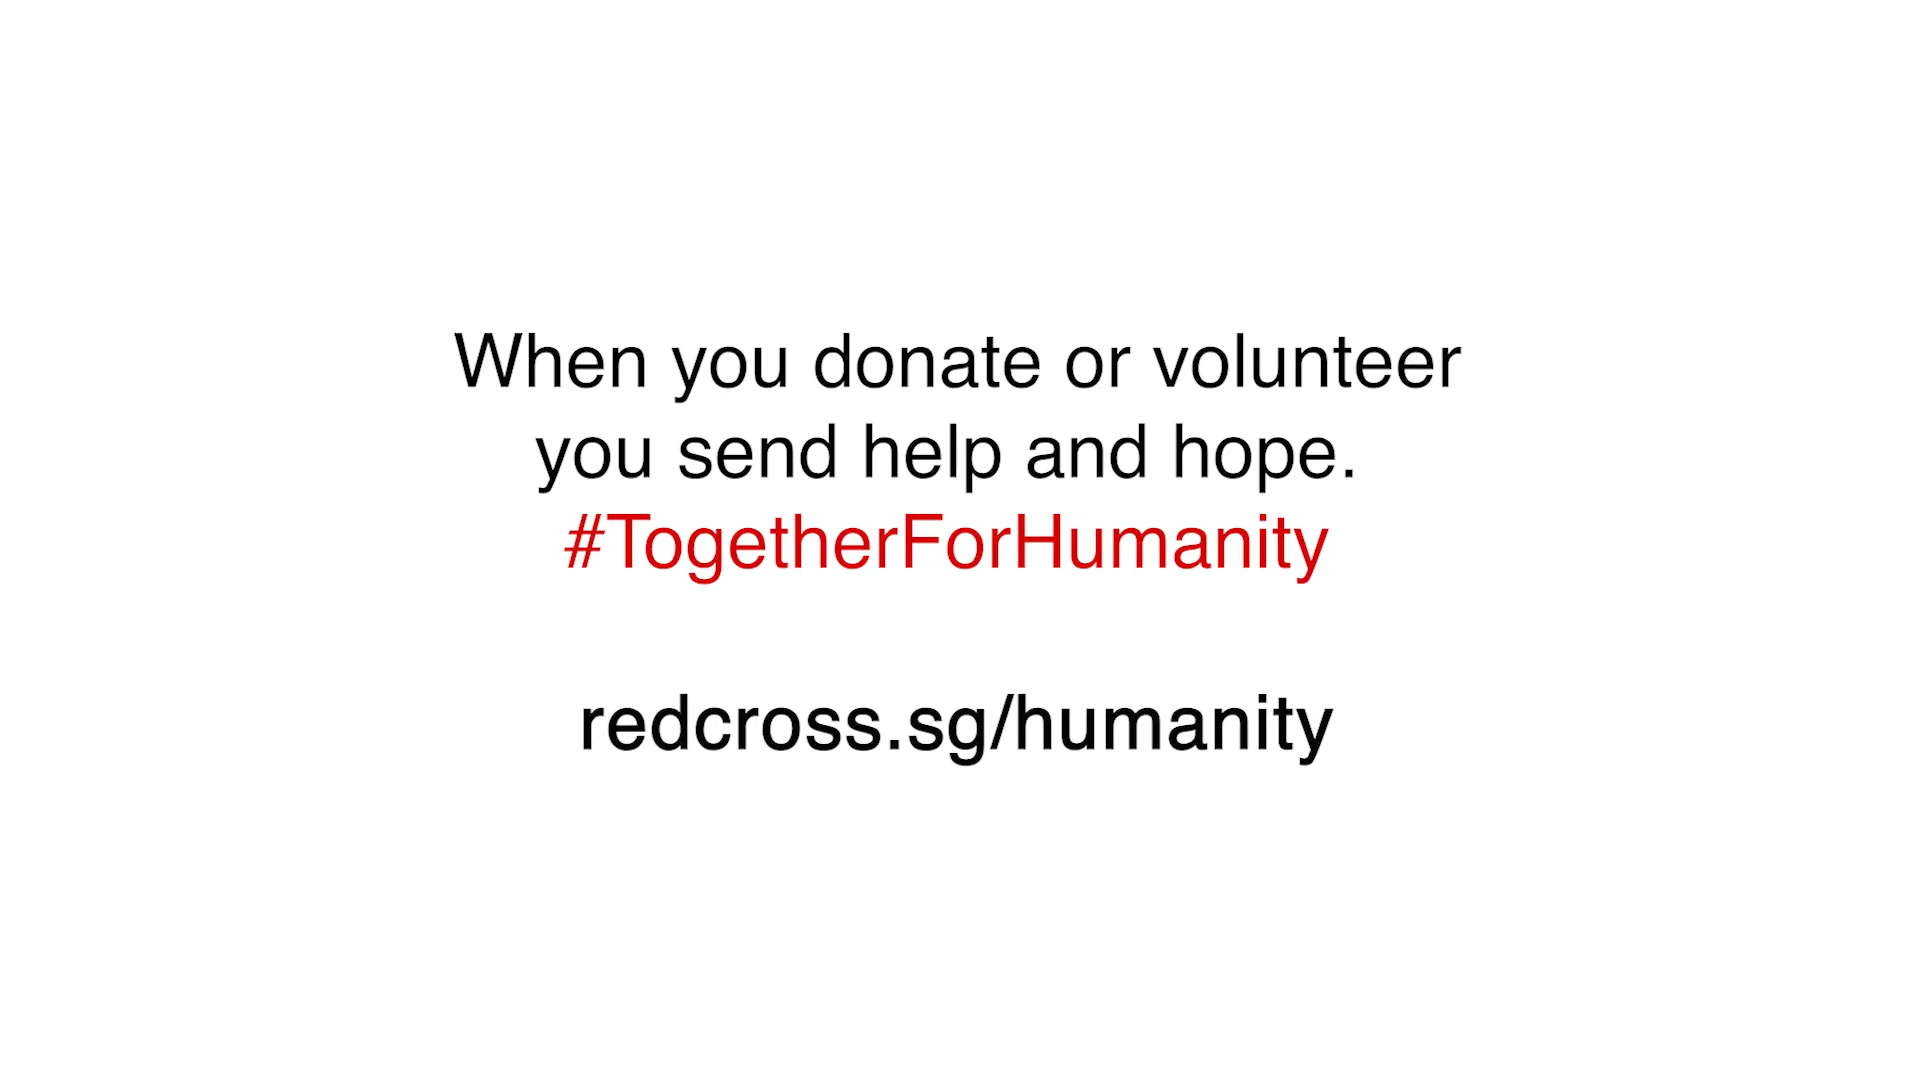 When you donate or volunteer
you send help and hope.
#TogetherForHumanity
redcross.sg/humanity